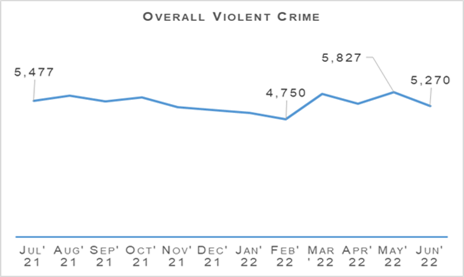 OVERALL VIOLENT CRIME
5,827
5,477
4,750
5,270
JUL' AUG' SEP' OCT' NOV' DEC' JAN' FEB' MAR APR' MAY' JUN'
21 21 21 21 21 21 22 22 ' 22 22 22 22